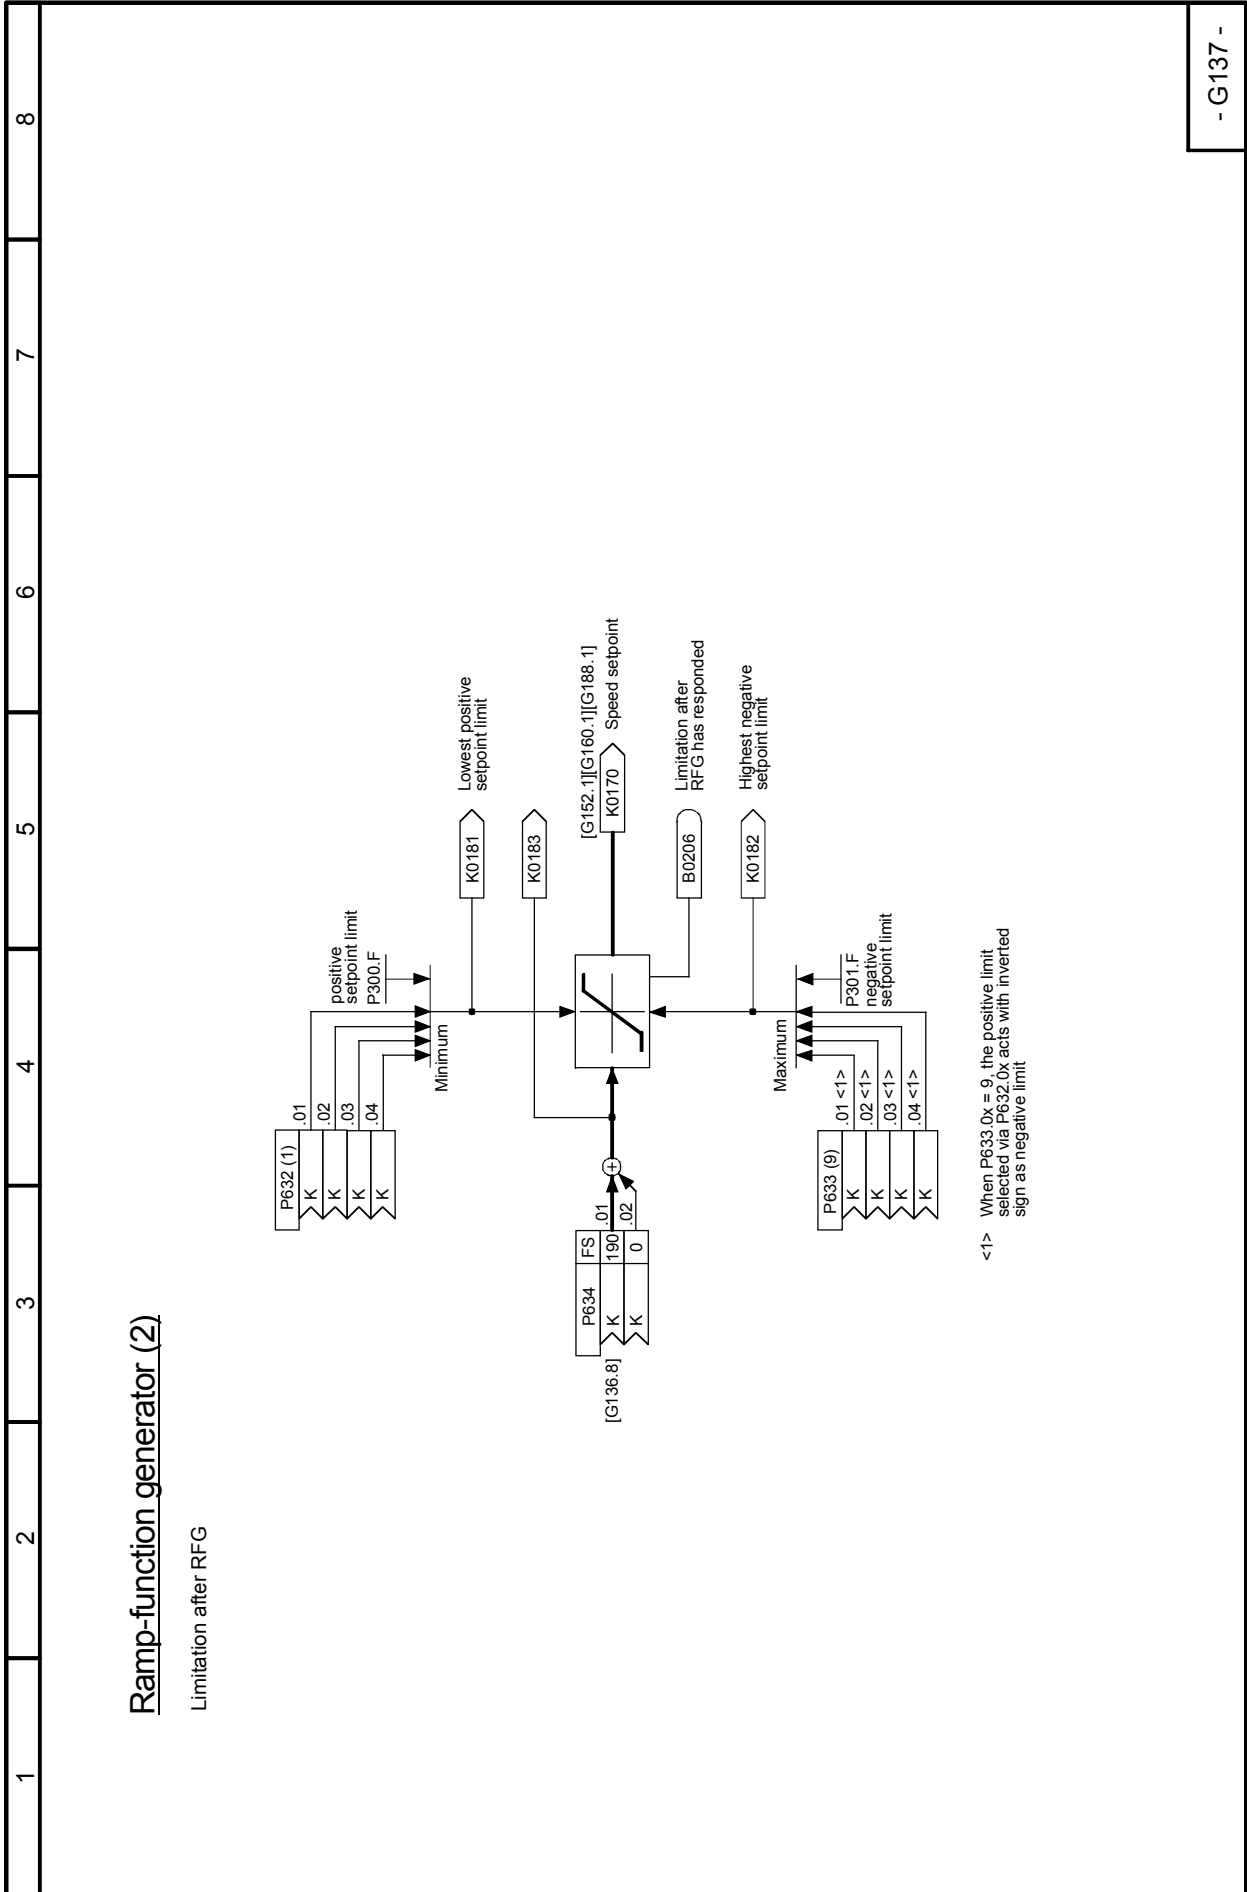 1
2
3
4
5
6
7
8
Ramp-function generator (2)
Limitation after RFG
P632 (1)
K
K
K
K
.01
.02
.03
.04
positive
setpoint limit
P300.F
Minimum
K0181
Lowest positive
setpoint limit
K0183
[G136.8]
P634
FS
K
190
K
0
.01
.02
+
[G152.1][G160.1][G188.1]
K0170
Speed setpoint
B0206
Limitation after
RFG has responded
K0182
Highest negative
setpoint limit
Maximum
P301.F
negative
setpoint limit
P633 (9)
K
K
K
K
.01 <1>
.02 <1>
.03 <1>
.04 <1>
<1> When P633.0x = 9, the positive limit
selected via P632.0x acts with inverted
sign as negative limit
- G137 -